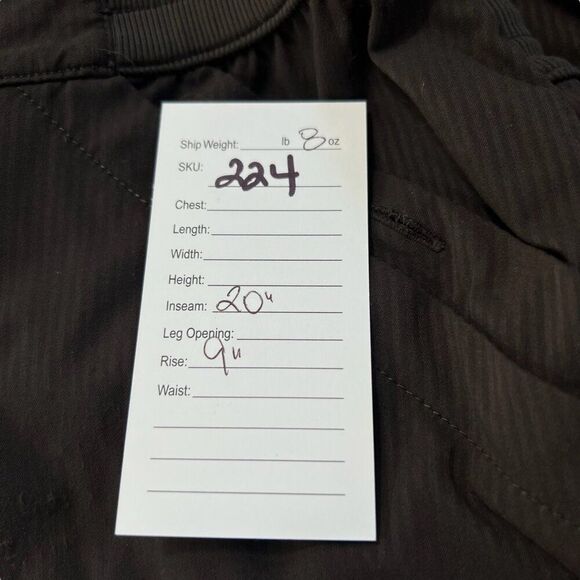 Ship Weight: lb 8 oz
SKU: 224
Chest:
Length:
Width:
Height:
Inseam: 20"
Leg Opening:
Rise: 9"
Waist: